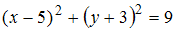 (x − 5)² + (y + 3)² = 9